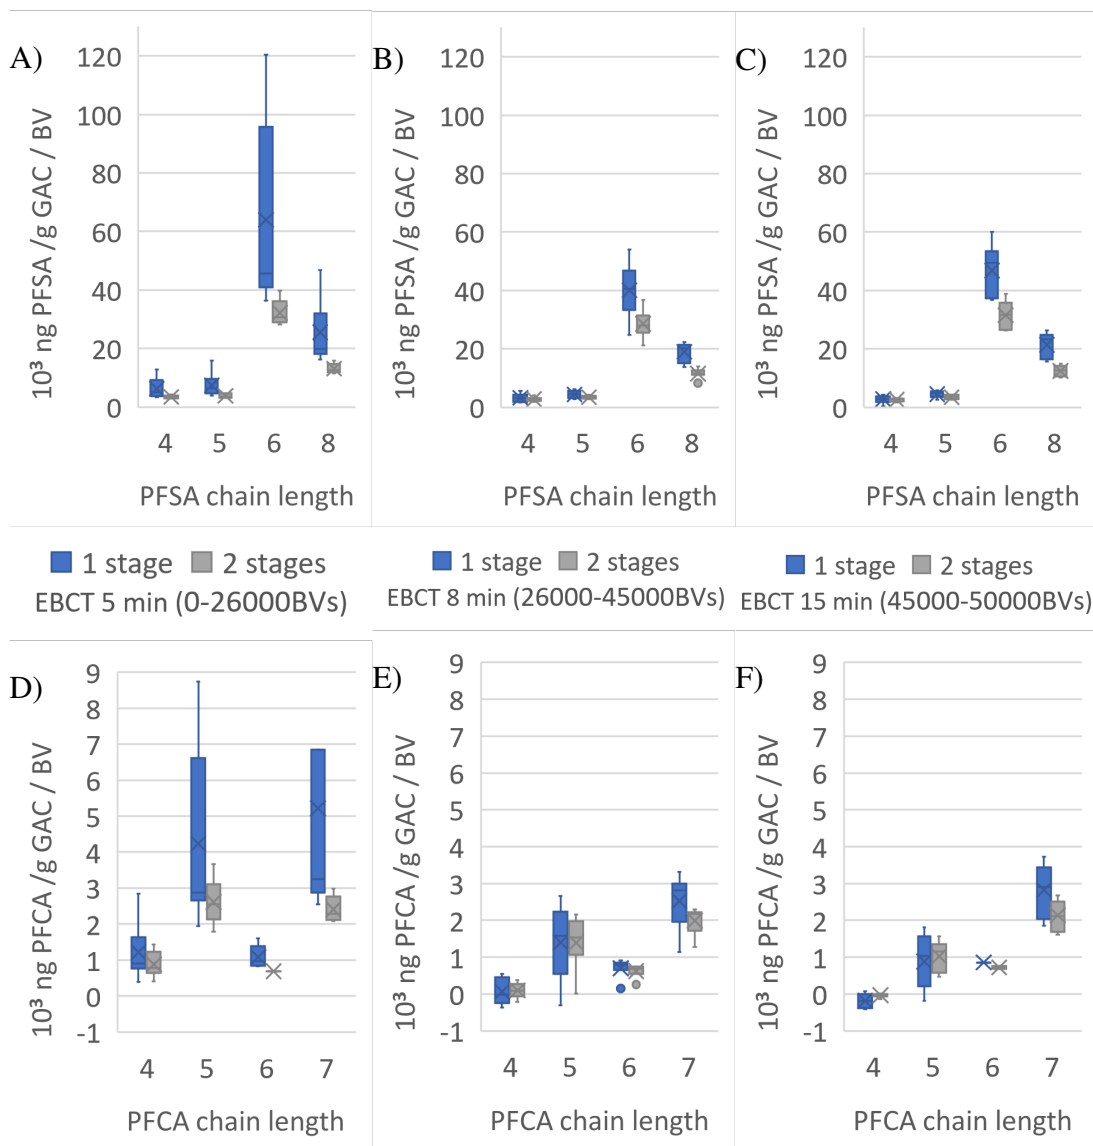 A)
10³ ng PFSA /g GAC / BV
120
100
80
60
40
20
0
4 5 6 8
PFSA chain length
B)
10³ ng PFSA /g GAC / BV
120
100
80
60
40
20
0
4 5 6 8
PFSA chain length
C)
10³ ng PFSA /g GAC / BV
120
100
80
60
40
20
0
4 5 6 8
PFSA chain length
1 stage 2 stages
EBCT 5 min (0-26000BVs)
1 stage 2 stages
EBCT 8 min (26000-45000BVs)
1 stage 2 stages
EBCT 15 min (45000-50000BVs)
D)
10³ ng PFCA /g GAC / BV
9
8
7
6
5
4
3
2
1
0
-1
4 5 6 7
PFCA chain length
E)
10³ ng PFCA /g GAC / BV
9
8
7
6
5
4
3
2
1
0
-1
4 5 6 7
PFCA chain length
F)
10³ ng PFCA /g GAC / BV
9
8
7
6
5
4
3
2
1
0
-1
4 5 6 7
PFCA chain length